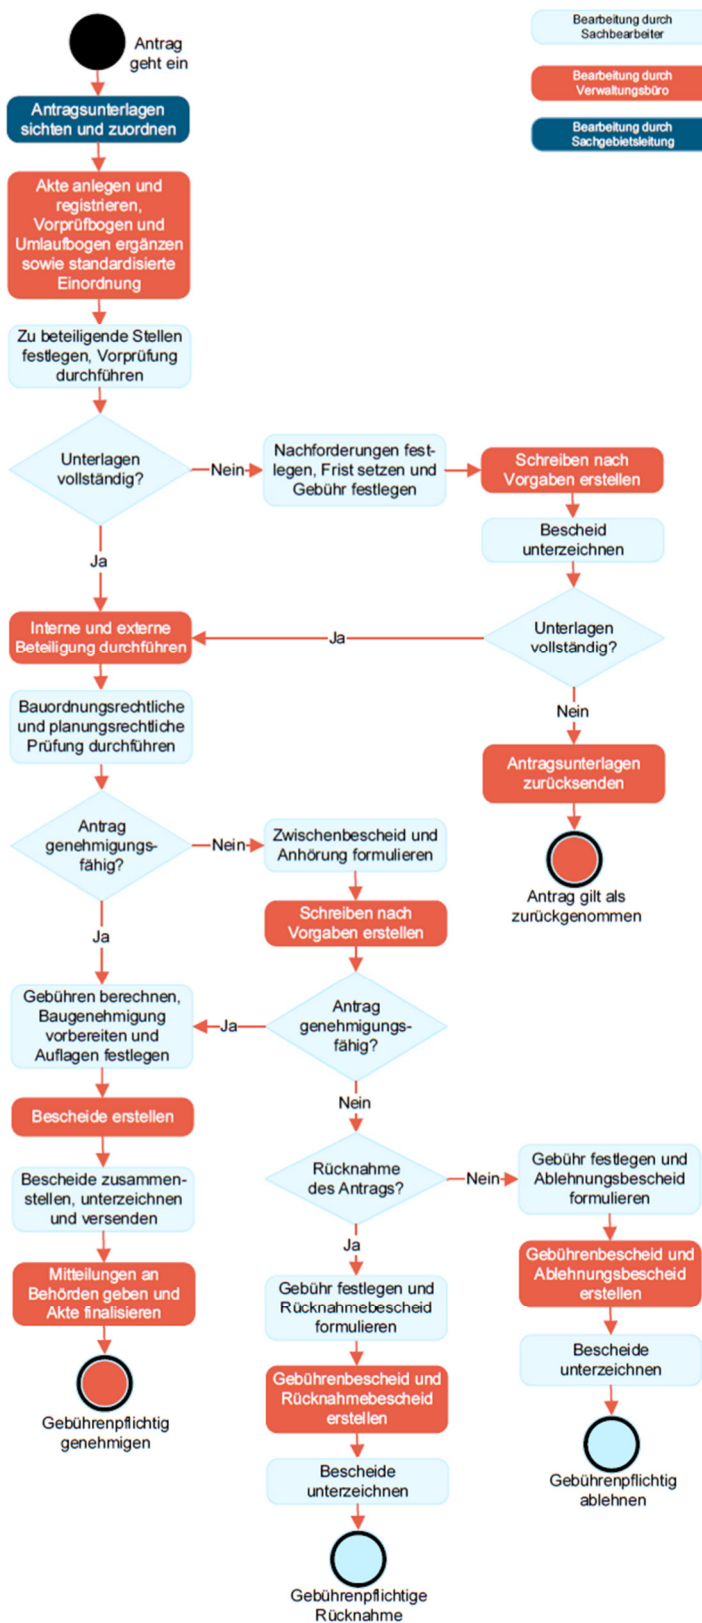 Antrag
geht ein
Bearbeitung durch
Sachbearbeiter
Bearbeitung durch
Verwaltungsbüro
Bearbeitung durch
Sachgebietsleitung
Antragsunterlagen
sichten und zuordnen
Akte anlegen und
registrieren,
Vorprüfbogen und
Umlaufbogen ergänzen
sowie standardisierte
Einordnung
Zu beteiligende Stellen
festlegen, Vorprüfung
durchführen
Unterlagen
vollständig?
Nein
Nachforderungen fest-
legen, Frist setzen und
Gebühr festlegen
Schreiben nach
Vorgaben erstellen
Bescheid
unterzeichnen
Ja
Interne und externe
Beteiligung durchführen
Ja
Unterlagen
vollständig?
Nein
Antragsunterlagen
zurücksenden
Antrag gilt als
zurückgenommen
Bauordnungsrechtliche
und planungsrechtliche
Prüfung durchführen
Antrag
genehmigungs-
fähig?
Nein
Zwischenbescheid und
Anhörung formulieren
Schreiben nach
Vorgaben erstellen
Ja
Gebühren berechnen,
Baugenehmigung
vorbereiten und
Auflagen festlegen
Ja
Antrag
genehmigungs-
fähig?
Nein
Bescheide erstellen
Bescheide zusammen-
stellen, unterzeichnen
und versenden
Mitteilungen an
Behörden geben und
Akte finalisieren
Gebührenpflichtig
genehmigen
Rücknahme
des Antrags?
Nein
Gebühr festlegen und
Ablehnungsbescheid
formulieren
Gebührenbescheid und
Ablehnungsbescheid
erstellen
Bescheide
unterzeichnen
Gebührenpflichtig
ablehnen
Ja
Gebühr festlegen und
Rücknahmebescheid
formulieren
Gebührenbescheid und
Rücknahmebescheid
erstellen
Bescheide
unterzeichnen
Gebührenpflichtige
Rücknahme